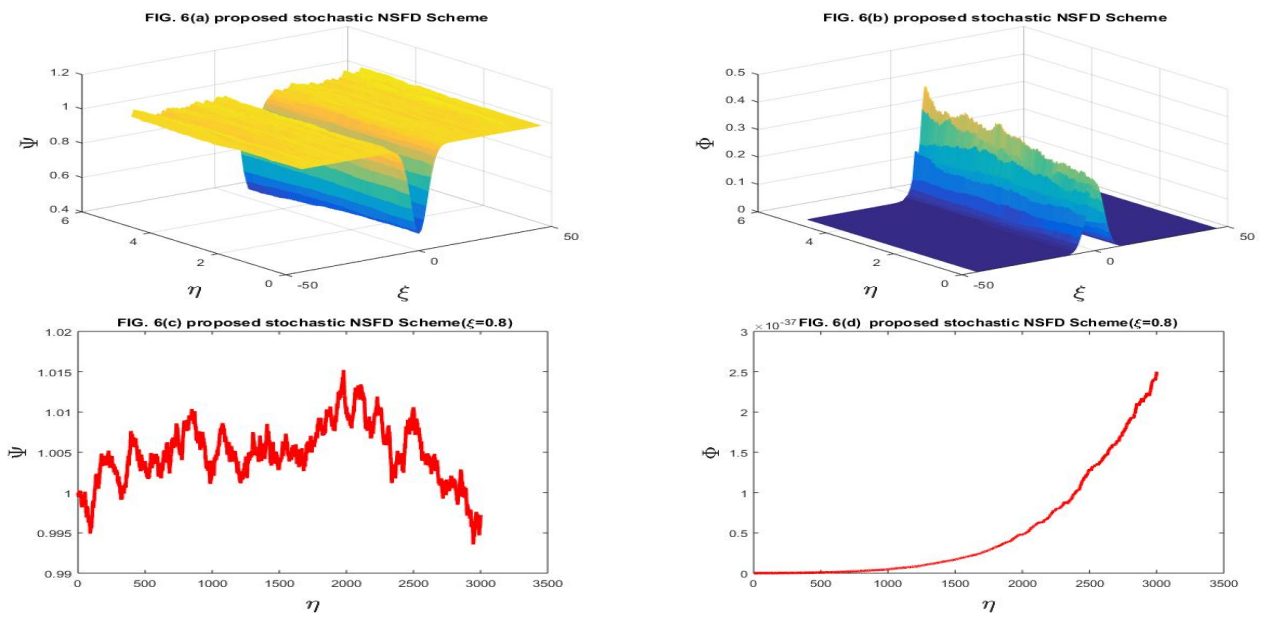 FIG. 6(a) proposed stochastic NSFD Scheme
1.2
1
0.8
0.6
0.4
Ψ
6
4
2
0
η
-50
0
50
ξ
FIG. 6(b) proposed stochastic NSFD Scheme
0.5
0.4
0.3
0.2
0.1
0
Φ
6
4
2
0
η
-50
0
50
ξ
FIG. 6(c) proposed stochastic NSFD Scheme(ξ=0.8)
1.02
1.015
1.01
1.005
1
0.995
0.99
Ψ
0 500 1000 1500 2000 2500 3000 3500
η
×10^-37 FIG. 6(d) proposed stochastic NSFD Scheme(ξ=0.8)
3
2.5
2
1.5
1
0.5
0
Φ
0 500 1000 1500 2000 2500 3000 3500
η